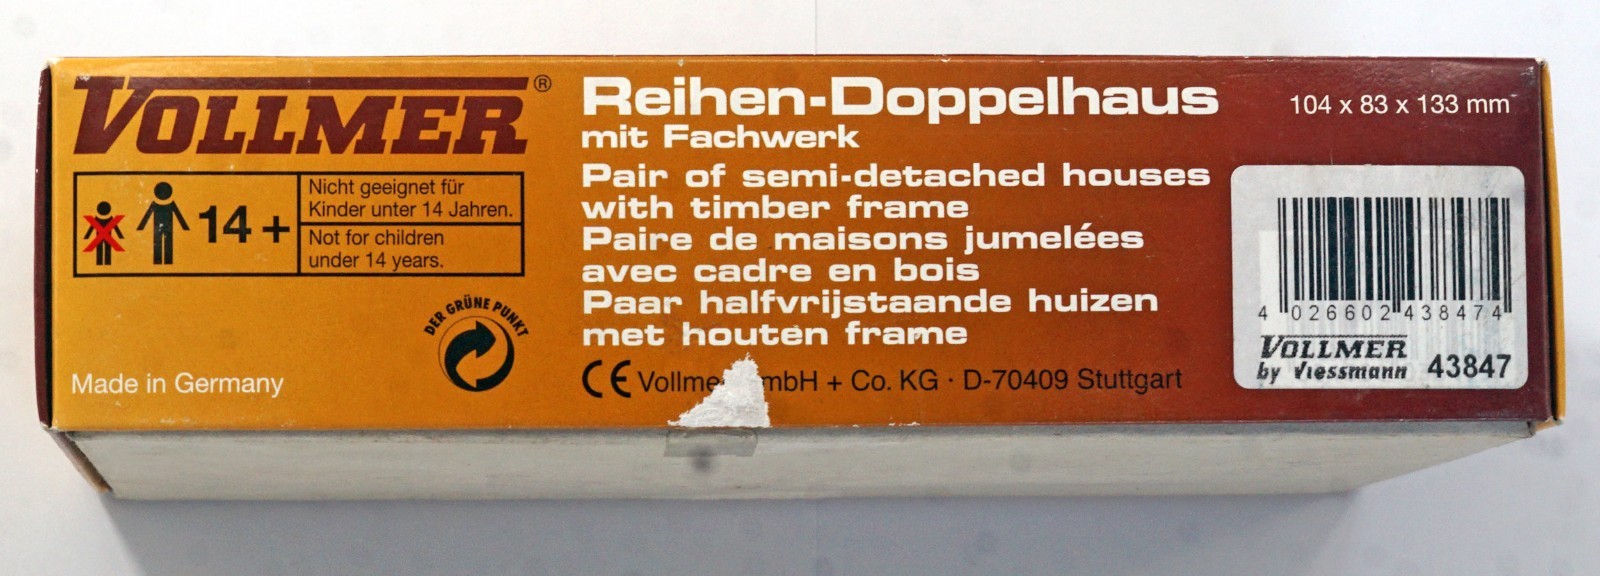 VOLLMER®
14+
Nicht geeignet für
Kinder unter 14 Jahren.
Not for children
under 14 years.
DER GRÜNE PUNKT
Made in Germany
Reihen-Doppelhaus
mit Fachwerk
Pair of semi-detached houses
with timber frame
Paire de maisons jumelées
avec cadre en bois
Paar halfvrijstaande huizen
met houten frame
CE mbH + Co. KG · D-70409 Stuttgart
104 x 83 x 133 mm
4 026602 438474
VOLLMER
by Viessmann 43847